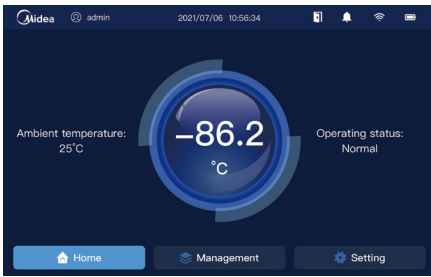 Midea admin 2021/07/06 10:56:34
Ambient temperature:
25°C
−86.2
°C
Operating status:
Normal
Home Management Setting